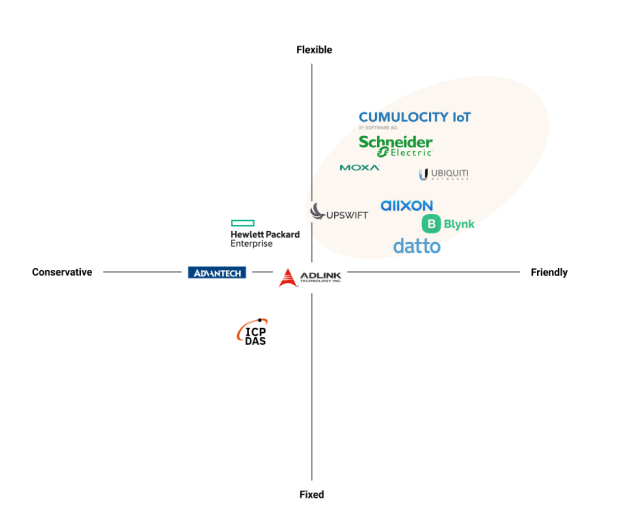 Flexible
CUMULOCITY IoT
BY SOFTWARE AG
Schneider
Electric
MOXA
UBIQUITI
NETWORKS
allxon
UPSWIFT
B Blynk
Hewlett Packard
Enterprise
datto
Conservative
ADVANTECH
ADLINK
TECHNOLOGY INC.
Friendly
ICP
DAS
Fixed